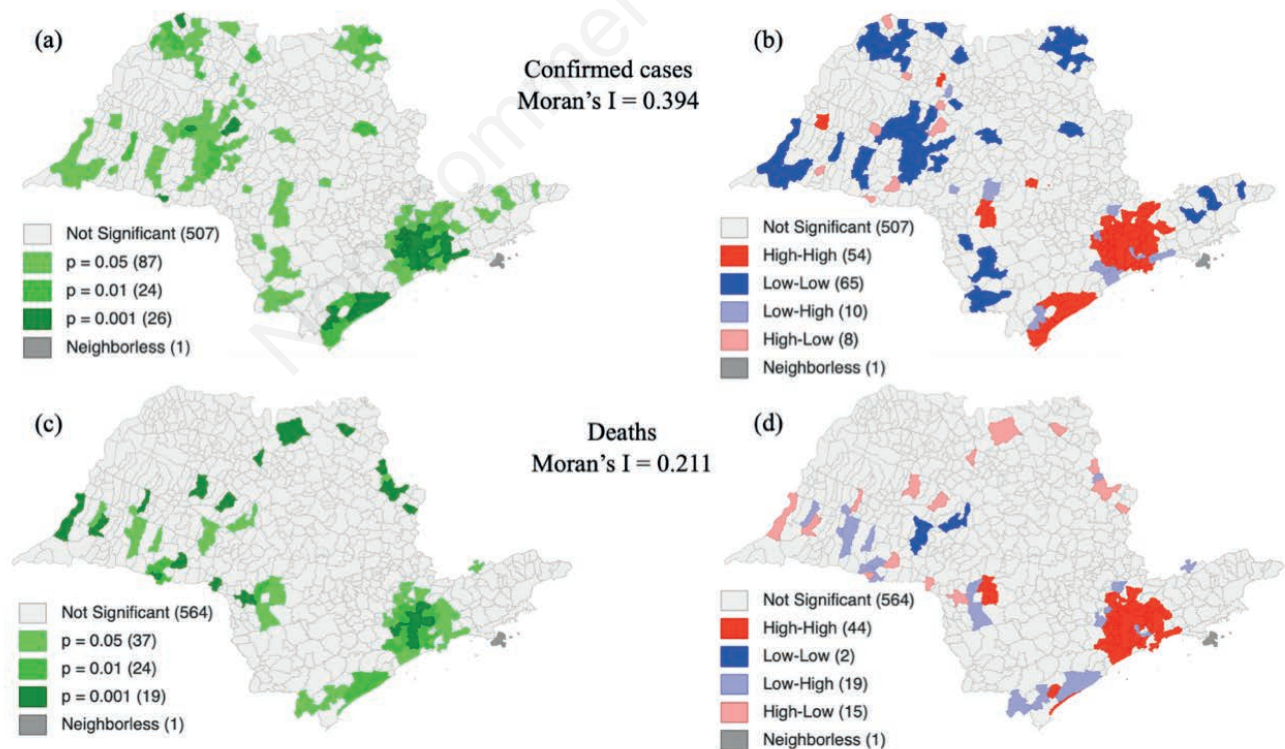 (a)
Confirmed cases
Moran's I = 0.394
(b)
Not Significant (507)
p = 0.05 (87)
p = 0.01 (24)
p = 0.001 (26)
Neighborless (1)
Not Significant (507)
High-High (54)
Low-Low (65)
Low-High (10)
High-Low (8)
Neighborless (1)
(c)
Deaths
Moran's I = 0.211
(d)
Not Significant (564)
p = 0.05 (37)
p = 0.01 (24)
p = 0.001 (19)
Neighborless (1)
Not Significant (564)
High-High (44)
Low-Low (2)
Low-High (19)
High-Low (15)
Neighborless (1)